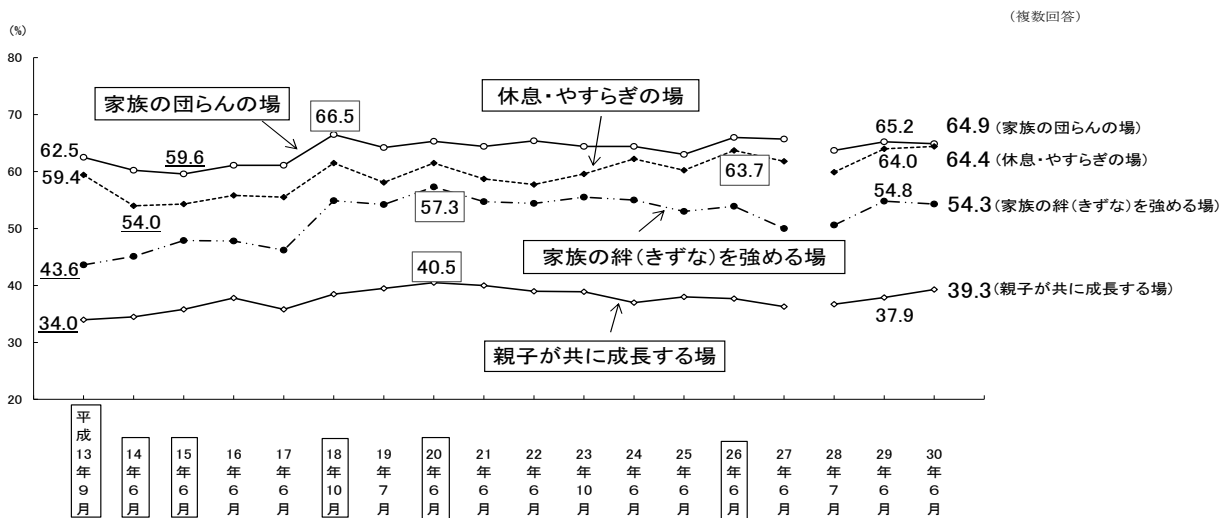 （複数回答）
(%)
80
70
60
50
40
30
20
家族の団らんの場
休息・やすらぎの場
家族の絆（きずな）を強める場
親子が共に成長する場
62.5
59.4
43.6
34.0
54.0
59.6
66.5
57.3
40.5
63.7
65.2
64.0
54.8
37.9
64.9（家族の団らんの場）
64.4（休息・やすらぎの場）
54.3（家族の絆（きずな）を強める場）
39.3（親子が共に成長する場）
平成13年9月
14年6月
15年6月
16年6月
17年6月
18年10月
19年7月
20年6月
21年6月
22年6月
23年10月
24年6月
25年6月
26年6月
27年6月
28年7月
29年6月
30年6月